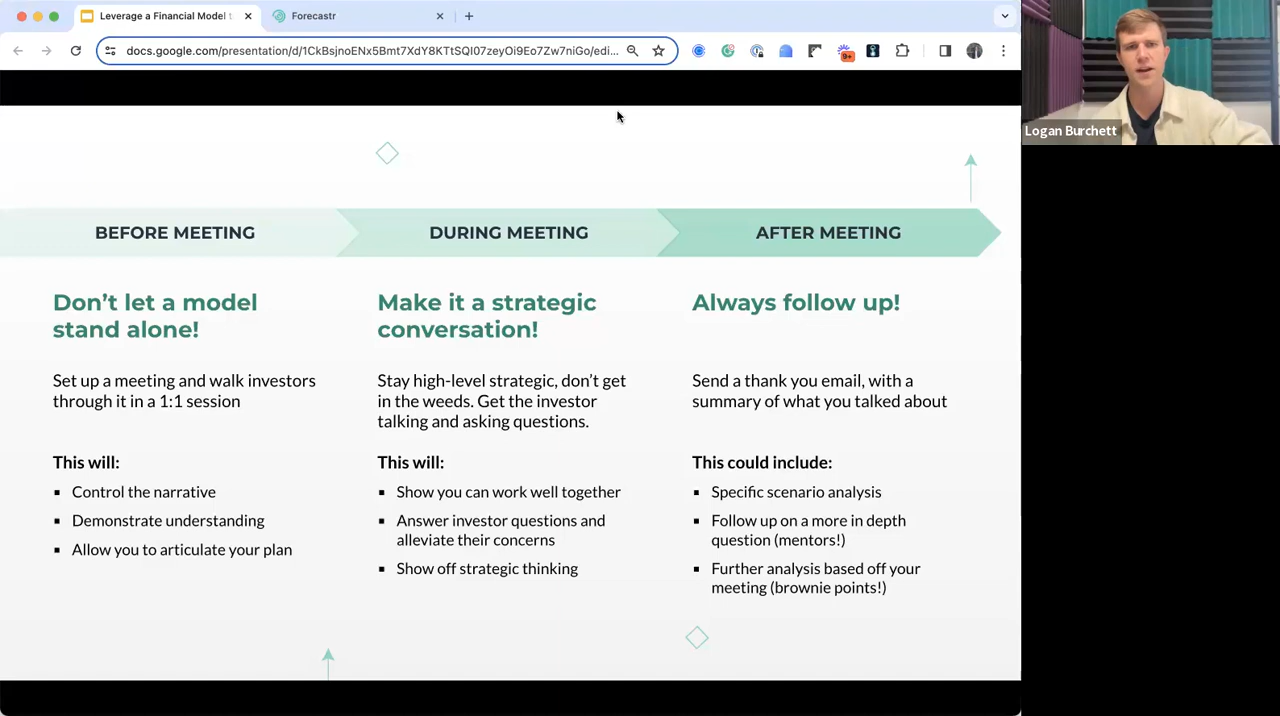 Leverage a Financial Model t
Forecastr
docs.google.com/presentation/d/1CkBsjnoENx5Bmt7XdY8KTtSQI07zeyOi9Eo7Zw7niGo/edi...
9+
Logan Burchett
BEFORE MEETING
DURING MEETING
AFTER MEETING
Don't let a model
stand alone!
Set up a meeting and walk investors
through it in a 1:1 session
This will:
▪ Control the narrative
▪ Demonstrate understanding
▪ Allow you to articulate your plan
Make it a strategic
conversation!
Stay high-level strategic, don't get
in the weeds. Get the investor
talking and asking questions.
This will:
▪ Show you can work well together
▪ Answer investor questions and
alleviate their concerns
▪ Show off strategic thinking
Always follow up!
Send a thank you email, with a
summary of what you talked about
This could include:
▪ Specific scenario analysis
▪ Follow up on a more in depth
question (mentors!)
▪ Further analysis based off your
meeting (brownie points!)